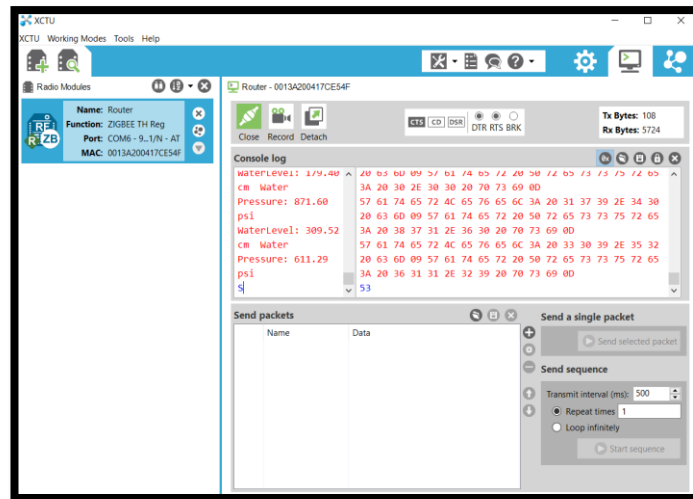 XCTU
XCTU Working Modes Tools Help
Radio Modules
Router - 0013A200417CE54F
Name: Router
Function: ZIGBEE TH Reg
Port: COM6 - 9...1/N - AT
MAC: 0013A200417CE54F
RF
R ZB
Close Record Detach
CTS CD DSR DTR RTS BRK
Tx Bytes: 108
Rx Bytes: 5724
Console log
WaterLevel: 179.40 20 63 6D 09 57 61 74 65 72 20 50 72 65 73 73 75 72 65
cm Water 3A 20 30 2E 30 30 20 70 73 69 0D
Pressure: 871.60 57 61 74 65 72 4C 65 76 65 6C 3A 20 31 37 39 2E 34 30
psi 20 63 6D 09 57 61 74 65 72 20 50 72 65 73 73 75 72 65
WaterLevel: 309.52 3A 20 38 37 31 2E 36 30 20 70 73 69 0D
cm Water 57 61 74 65 72 4C 65 76 65 6C 3A 20 33 30 39 2E 35 32
Pressure: 611.29 20 63 6D 09 57 61 74 65 72 20 50 72 65 73 73 75 72 65
psi 3A 20 36 31 31 2E 32 39 20 70 73 69 0D
S 53
Send packets
Name Data
Send a single packet
Send selected packet
Send sequence
Transmit interval (ms): 500
Repeat times 1
Loop infinitely
Start sequence